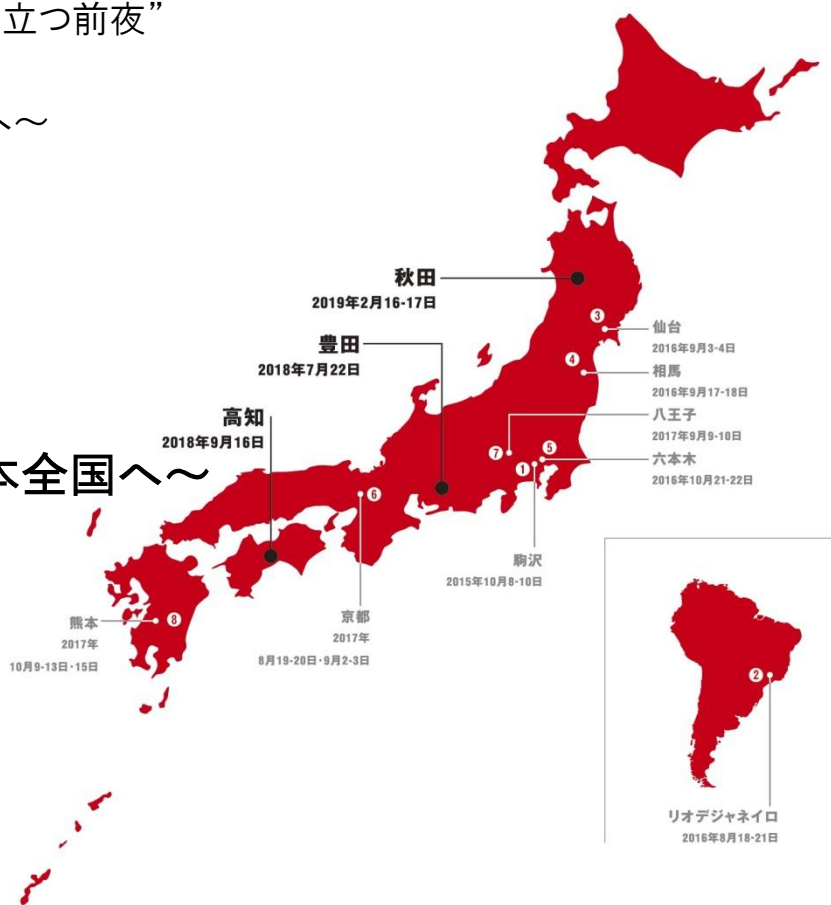 立つ前夜”
へ～
秋田
2019年2月16-17日
豊田
2018年7月22日
高知
2018年9月16日
本全国へ～
3
仙台
2016年9月3-4日
4
相馬
2016年9月17-18日
八王子
2017年9月9-10日
7
5
六本木
2016年10月21-22日
1
駒沢
2015年10月8-10日
6
京都
2017年
8月19-20日・9月2-3日
8
熊本
2017年
10月9-13日・15日
2
リオデジャネイロ
2016年8月18-21日